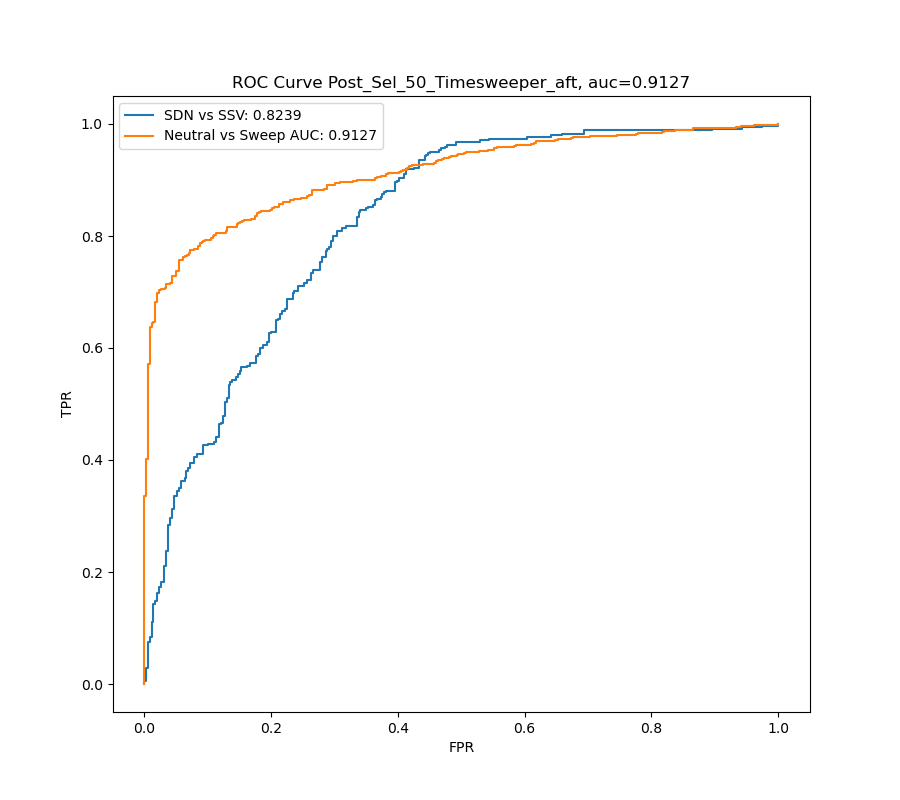 ROC Curve Post_Sel_50_Timesweeper_aft, auc=0.9127
SDN vs SSV: 0.8239
Neutral vs Sweep AUC: 0.9127
1.0
0.8
0.6
0.4
0.2
0.0
TPR
0.0 0.2 0.4 0.6 0.8 1.0
FPR